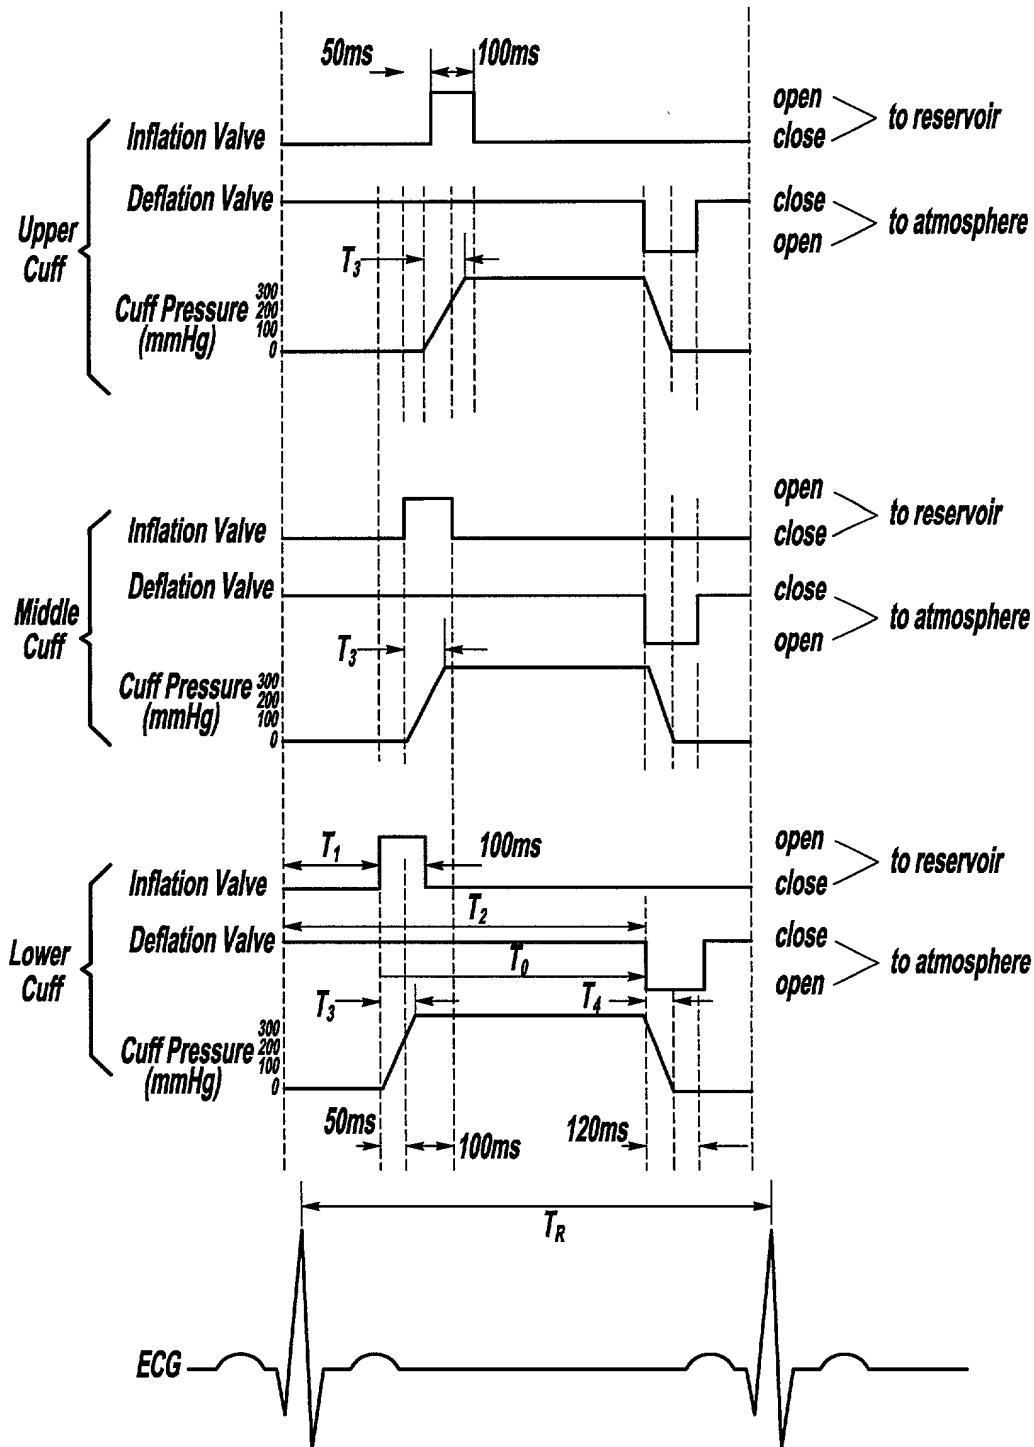 50ms 100ms
open
Inflation Valve close to reservoir
Deflation Valve close
Upper Cuff open to atmosphere
T3
Cuff Pressure (mmHg)
300
200
100
0
open
Inflation Valve close to reservoir
Deflation Valve close
Middle Cuff open to atmosphere
T3
Cuff Pressure (mmHg)
300
200
100
0
T1 100ms open
Inflation Valve close to reservoir
T2
Deflation Valve close
Lower Cuff T0 open to atmosphere
T3 T4
Cuff Pressure (mmHg)
300
200
100
0
50ms 100ms 120ms
TR
ECG